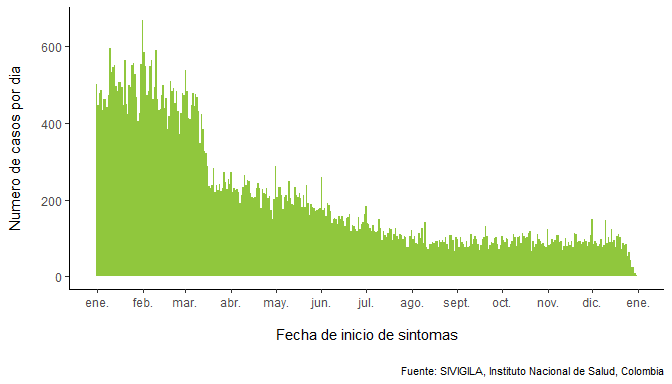 Numero de casos por dia
600
400
200
0
ene. feb. mar. abr. may. jun. jul. ago. sept. oct. nov. dic. ene.
Fecha de inicio de sintomas
Fuente: SIVIGILA, Instituto Nacional de Salud, Colombia